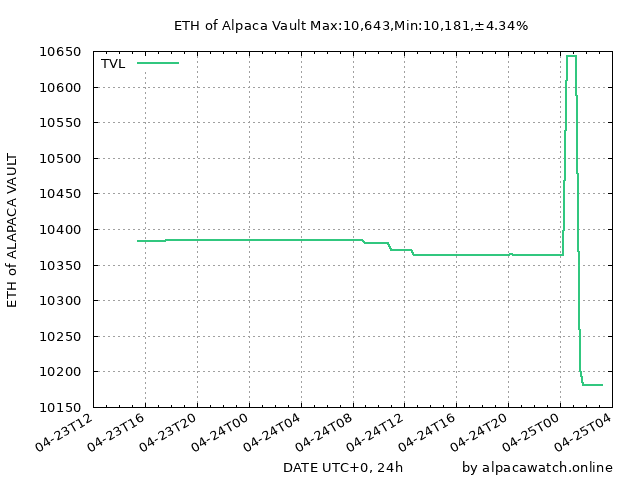 ETH of Alpaca Vault Max:10,643,Min:10,181,±4.34%
TVL
ETH of ALAPACA VAULT
10650
10600
10550
10500
10450
10400
10350
10300
10250
10200
10150
04-23T12
04-23T16
04-23T20
04-24T00
04-24T04
04-24T08
04-24T12
04-24T16
04-24T20
04-25T00
04-25T04
DATE UTC+0, 24h
by alpacawatch.online